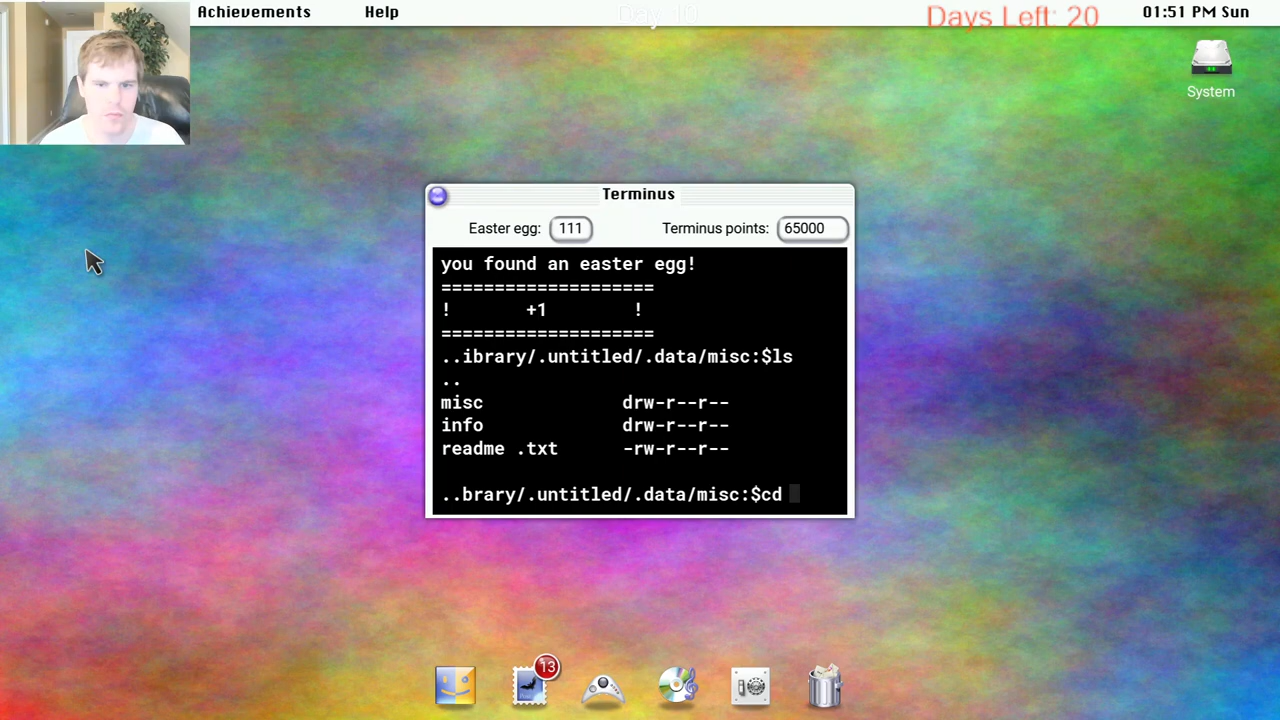 Achievements Help Day 10 Days Left: 20 01:51 PM Sun
System
Terminus
Easter egg: 111 Terminus points: 65000
you found an easter egg!
====================
! +1 !
====================
..ibrary/.untitled/.data/misc:$ls
..
misc drw-r--r--
info drw-r--r--
readme .txt -rw-r--r--
..brary/.untitled/.data/misc:$cd
13